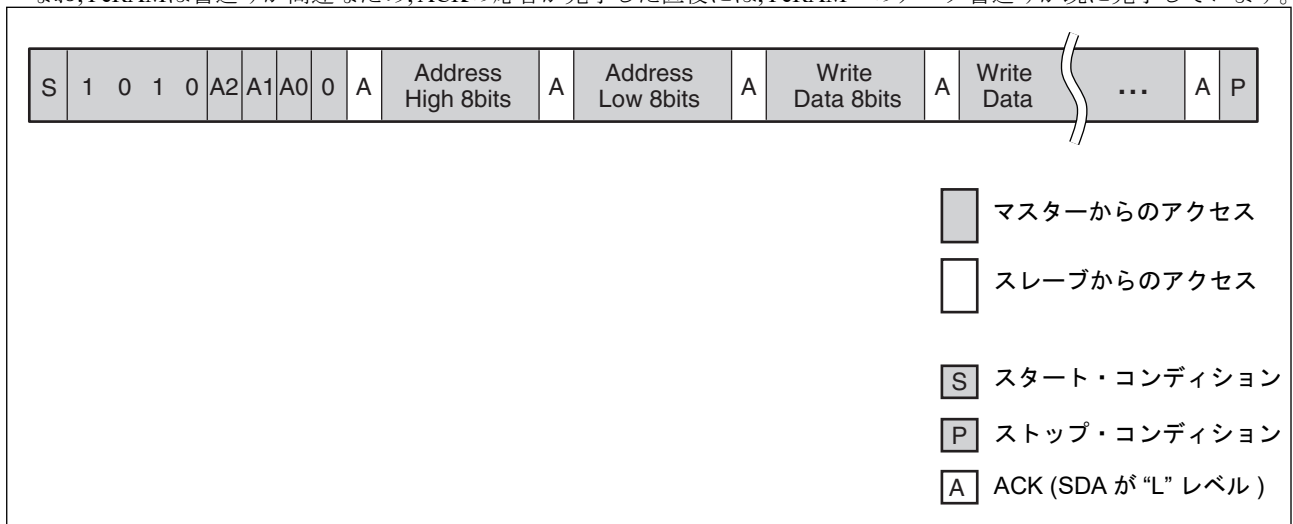 S 1 0 1 0 A2 A1 A0 0 A Address High 8bits A Address Low 8bits A Write Data 8bits A Write Data ... A P
マスターからのアクセス
スレーブからのアクセス
S スタート・コンディション
P ストップ・コンディション
A ACK (SDA が “L” レベル )